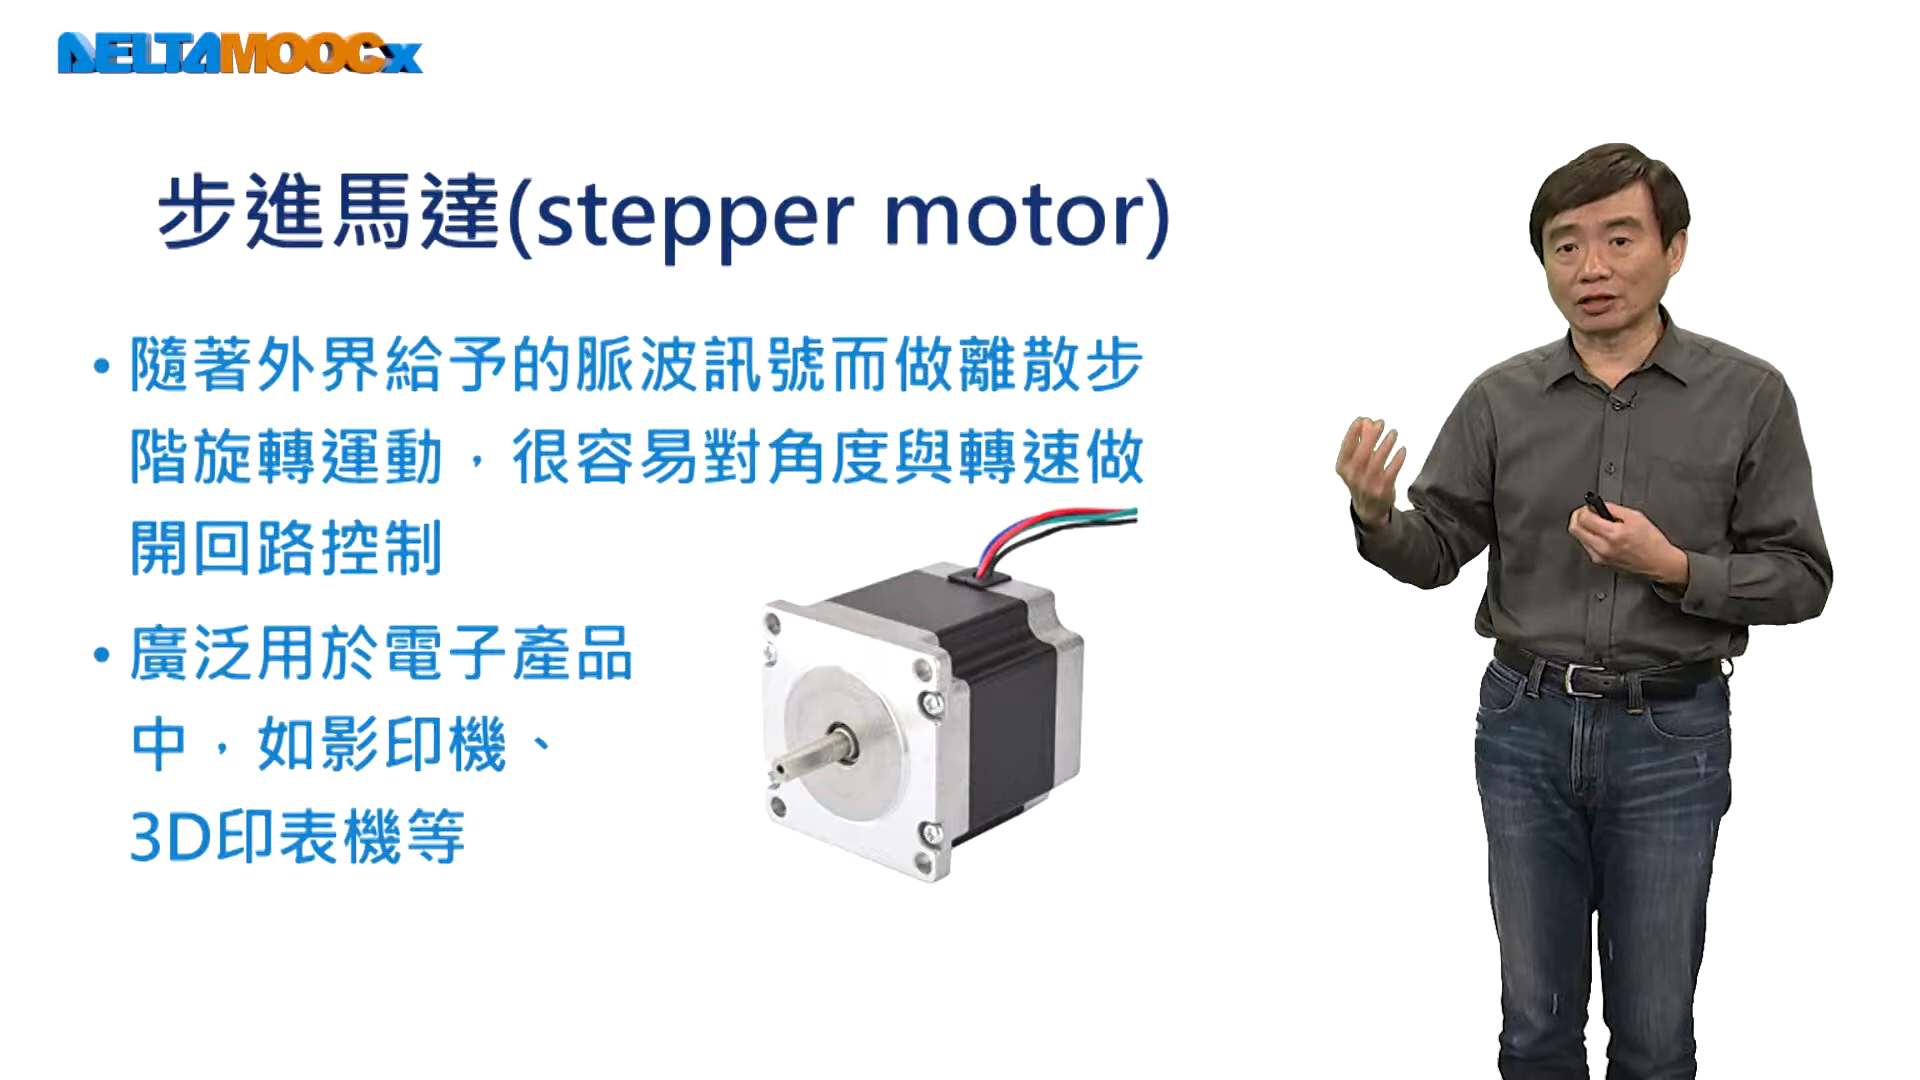 DELTAMOOCx
步進馬達(stepper motor)
• 隨著外界給予的脈波訊號而做離散步
階旋轉運動，很容易對角度與轉速做
開回路控制
• 廣泛用於電子產品
中，如影印機、
3D印表機等